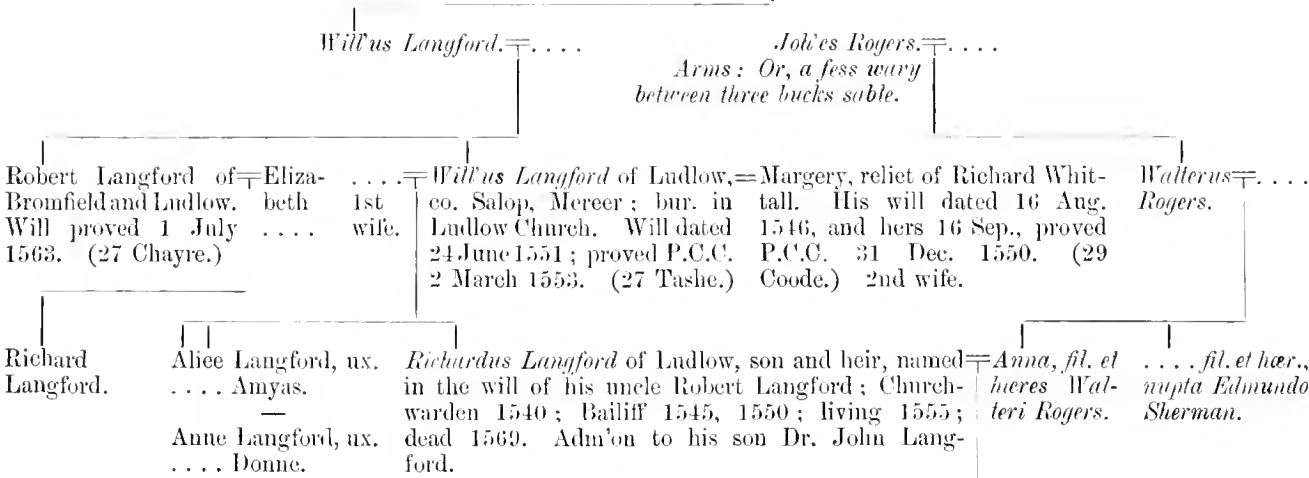 Will'us Langford.=. . . .
Joh'es Rogers.=. . . .
Arms: Or, a fess wavy
between three bucks sable.
Robert Langford of=Eliza-
Bromfield and Ludlow. beth
Will proved 1 July . . . .
1563. (27 Chayre.)
. . . .=
1st
wife.
Will'us Langford of Ludlow,=
co. Salop, Mercer; bur. in
Ludlow Church. Will dated
24 June 1551; proved P.C.C.
2 March 1553. (27 Tashe.)
Margery, relict of Richard Whit-
tall. His will dated 16 Aug.
1546, and hers 16 Sep., proved
P.C.C. 31 Dec. 1550. (29
Coode.) 2nd wife.
Walterus=. . . .
Rogers.
Richard
Langford.
Alice Langford, ux.
. . . . Amyas.
—
Anne Langford, ux.
. . . . Donne.
Richardus Langford of Ludlow, son and heir, named=
in the will of his uncle Robert Langford; Church-
warden 1540; Bailiff 1545, 1550; living 1555;
dead 1569. Adm'on to his son Dr. John Lang-
ford.
Anna, fil. et
heres Wal-
teri Rogers.
. . . . fil. et hær.,
nupta Edmundo
Sherman.